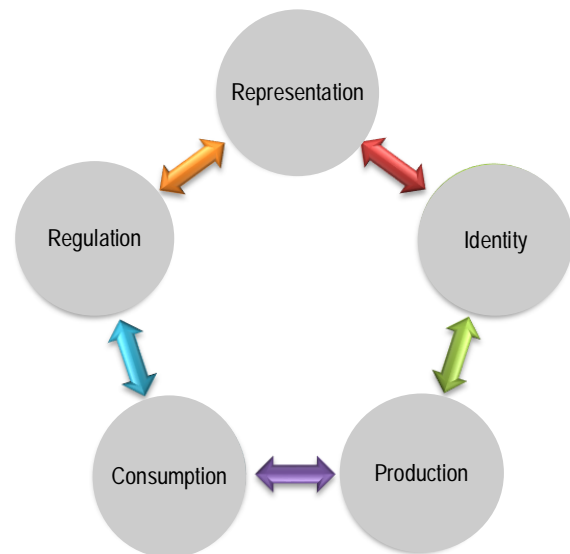 Representation
Regulation
Identity
Consumption
Production